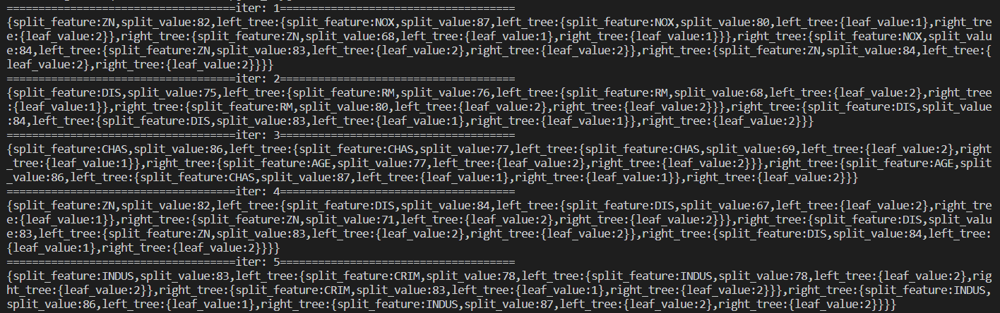 ====================================iter: 1=====================================
{split_feature:ZN,split_value:82,left_tree:{split_feature:NOX,split_value:87,left_tree:{split_feature:NOX,split_value:80,left_tree:{leaf_value:1},right_tre
e:{leaf_value:2}},right_tree:{split_feature:ZN,split_value:68,left_tree:{leaf_value:1},right_tree:{leaf_value:1}}},right_tree:{split_feature:NOX,split_valu
e:84,left_tree:{split_feature:ZN,split_value:83,left_tree:{leaf_value:2},right_tree:{leaf_value:2}},right_tree:{split_feature:ZN,split_value:84,left_tree:{
leaf_value:2},right_tree:{leaf_value:2}}}}
====================================iter: 2=====================================
{split_feature:DIS,split_value:75,left_tree:{split_feature:RM,split_value:76,left_tree:{split_feature:RM,split_value:68,left_tree:{leaf_value:2},right_tree
:{leaf_value:1}},right_tree:{split_feature:RM,split_value:80,left_tree:{leaf_value:2},right_tree:{leaf_value:2}}},right_tree:{split_feature:DIS,split_value
:84,left_tree:{split_feature:DIS,split_value:83,left_tree:{leaf_value:1},right_tree:{leaf_value:1}},right_tree:{leaf_value:2}}}
====================================iter: 3=====================================
{split_feature:CHAS,split_value:86,left_tree:{split_feature:CHAS,split_value:77,left_tree:{split_feature:CHAS,split_value:69,left_tree:{leaf_value:2},right
_tree:{leaf_value:1}},right_tree:{split_feature:AGE,split_value:77,left_tree:{leaf_value:2},right_tree:{leaf_value:2}}},right_tree:{split_feature:AGE,split
_value:86,left_tree:{split_feature:CHAS,split_value:87,left_tree:{leaf_value:1},right_tree:{leaf_value:1}},right_tree:{leaf_value:2}}}
====================================iter: 4=====================================
{split_feature:ZN,split_value:82,left_tree:{split_feature:DIS,split_value:84,left_tree:{split_feature:DIS,split_value:67,left_tree:{leaf_value:2},right_tre
e:{leaf_value:1}},right_tree:{split_feature:ZN,split_value:71,left_tree:{leaf_value:2},right_tree:{leaf_value:2}}},right_tree:{split_feature:DIS,split_valu
e:83,left_tree:{split_feature:ZN,split_value:83,left_tree:{leaf_value:2},right_tree:{leaf_value:2}},right_tree:{split_feature:DIS,split_value:84,left_tree:
{leaf_value:1},right_tree:{leaf_value:2}}}}
====================================iter: 5=====================================
{split_feature:INDUS,split_value:83,left_tree:{split_feature:CRIM,split_value:78,left_tree:{split_feature:INDUS,split_value:78,left_tree:{leaf_value:2},rig
ht_tree:{leaf_value:2}},right_tree:{split_feature:CRIM,split_value:83,left_tree:{leaf_value:1},right_tree:{leaf_value:2}}},right_tree:{split_feature:INDUS,
split_value:86,left_tree:{leaf_value:1},right_tree:{split_feature:INDUS,split_value:87,left_tree:{leaf_value:2},right_tree:{leaf_value:2}}}}